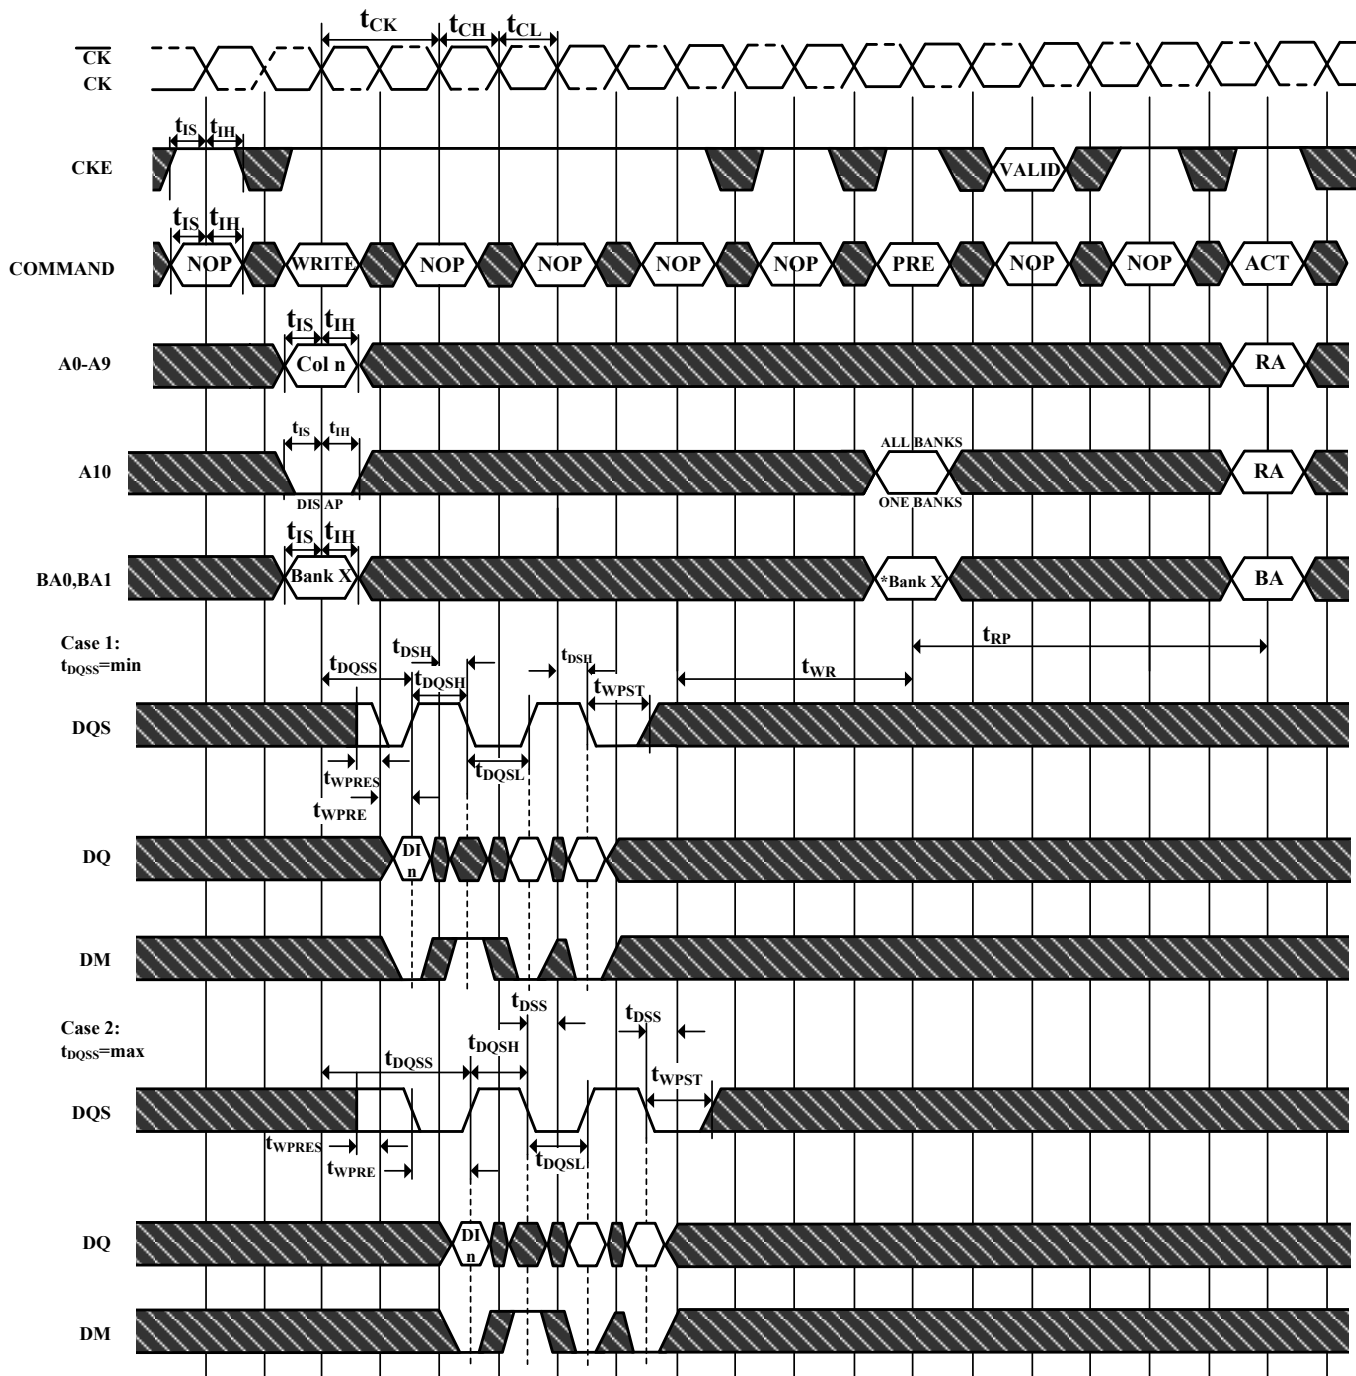 tCK tCH tCL
CK
CK
tIS tIH
CKE VALID
tIS tIH
COMMAND NOP WRITE NOP NOP NOP NOP PRE NOP NOP ACT
tIS tIH
A0-A9 Col n RA
tIS tIH ALL BANKS
A10 RA
DIS AP ONE BANKS
tIS tIH
BA0,BA1 Bank X *Bank X BA
Case 1:
tDQSS=min
tDSH tDSH tRP
tDQSS tDQSH tWPST tWR
DQS
tWPRES tDQSL
tWPRE
DQ DI
n
DM
tDSS tDSS
Case 2:
tDQSS=max
tDQSS tDQSH tWPST
DQS
tWPRES tWPRE tDQSL
DQ DI
n
DM